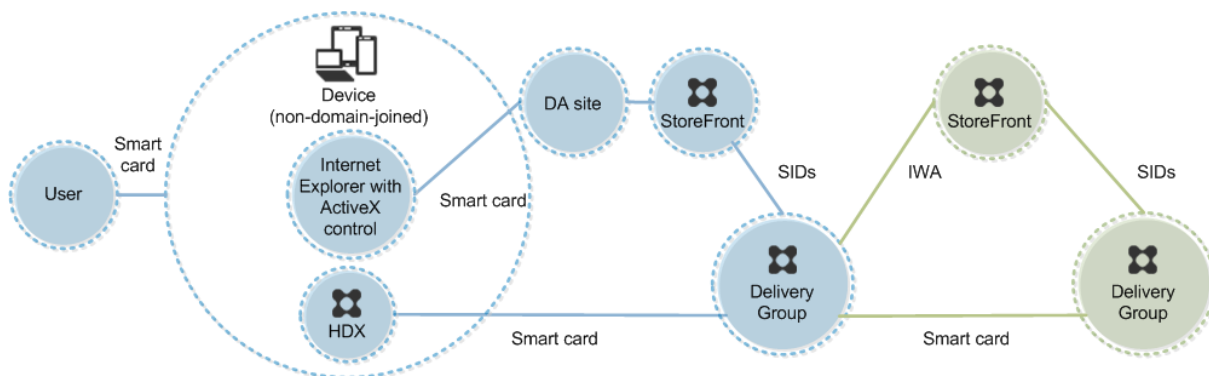 User
Smart
card
Device
(non-domain-joined)
Internet
Explorer with
ActiveX
control
HDX
Smart card
DA site
StoreFront
SIDs
Delivery
Group
Smart card
IWA
StoreFront
SIDs
Delivery
Group
Smart card